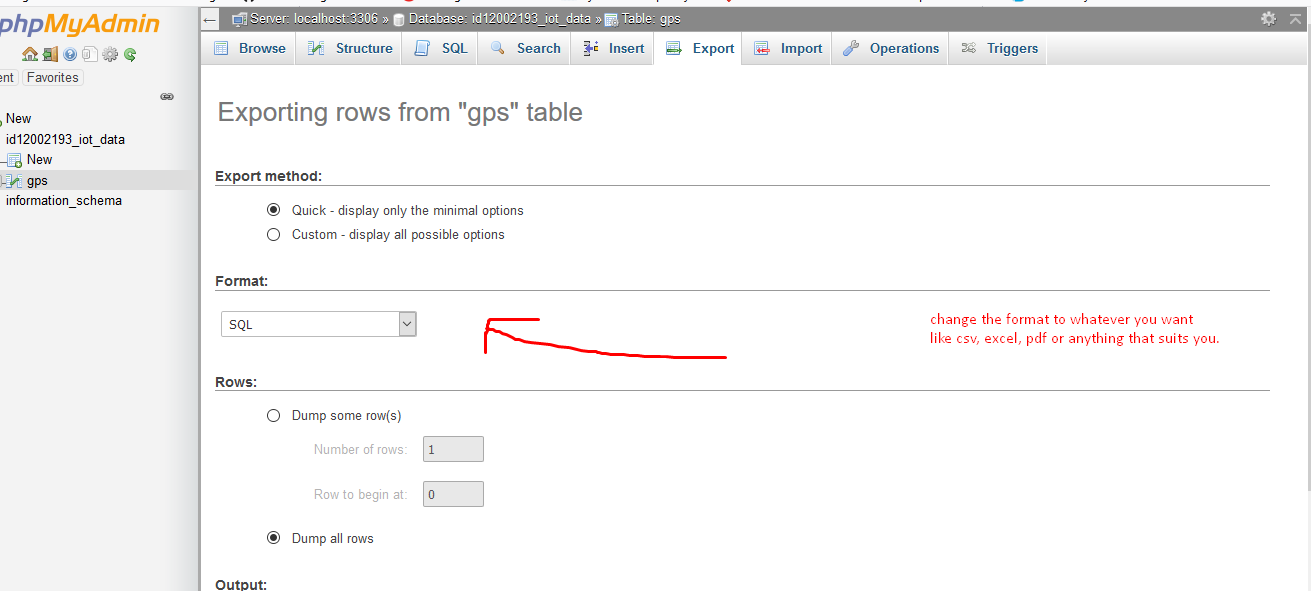 phpMyAdmin
Server: localhost:3306 » Database: id12002193_iot_data » Table: gps
Browse Structure SQL Search Insert Export Import Operations Triggers
ent Favorites
New
id12002193_iot_data
New
gps
information_schema
Exporting rows from "gps" table
Export method:
Quick - display only the minimal options
Custom - display all possible options
Format:
SQL
change the format to whatever you want
like csv, excel, pdf or anything that suits you.
Rows:
Dump some row(s)
Number of rows: 1
Row to begin at: 0
Dump all rows
Output: